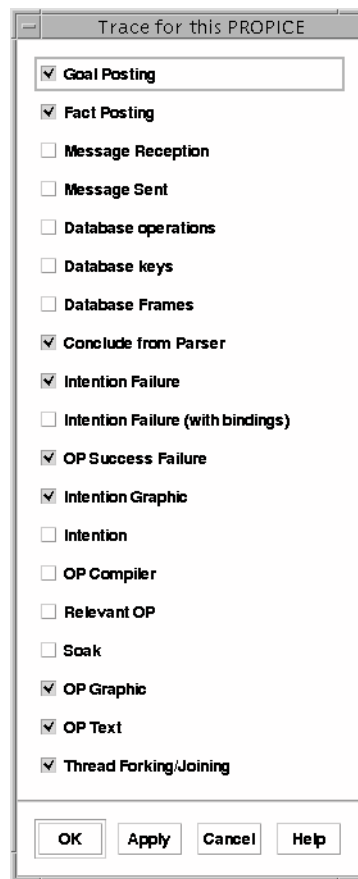 Trace for this PROPICE
Goal Posting
Fact Posting
Message Reception
Message Sent
Database operations
Database keys
Database Frames
Conclude from Parser
Intention Failure
Intention Failure (with bindings)
OP Success Failure
Intention Graphic
Intention
OP Compiler
Relevant OP
Soak
OP Graphic
OP Text
Thread Forking/Joining
OK Apply Cancel Help